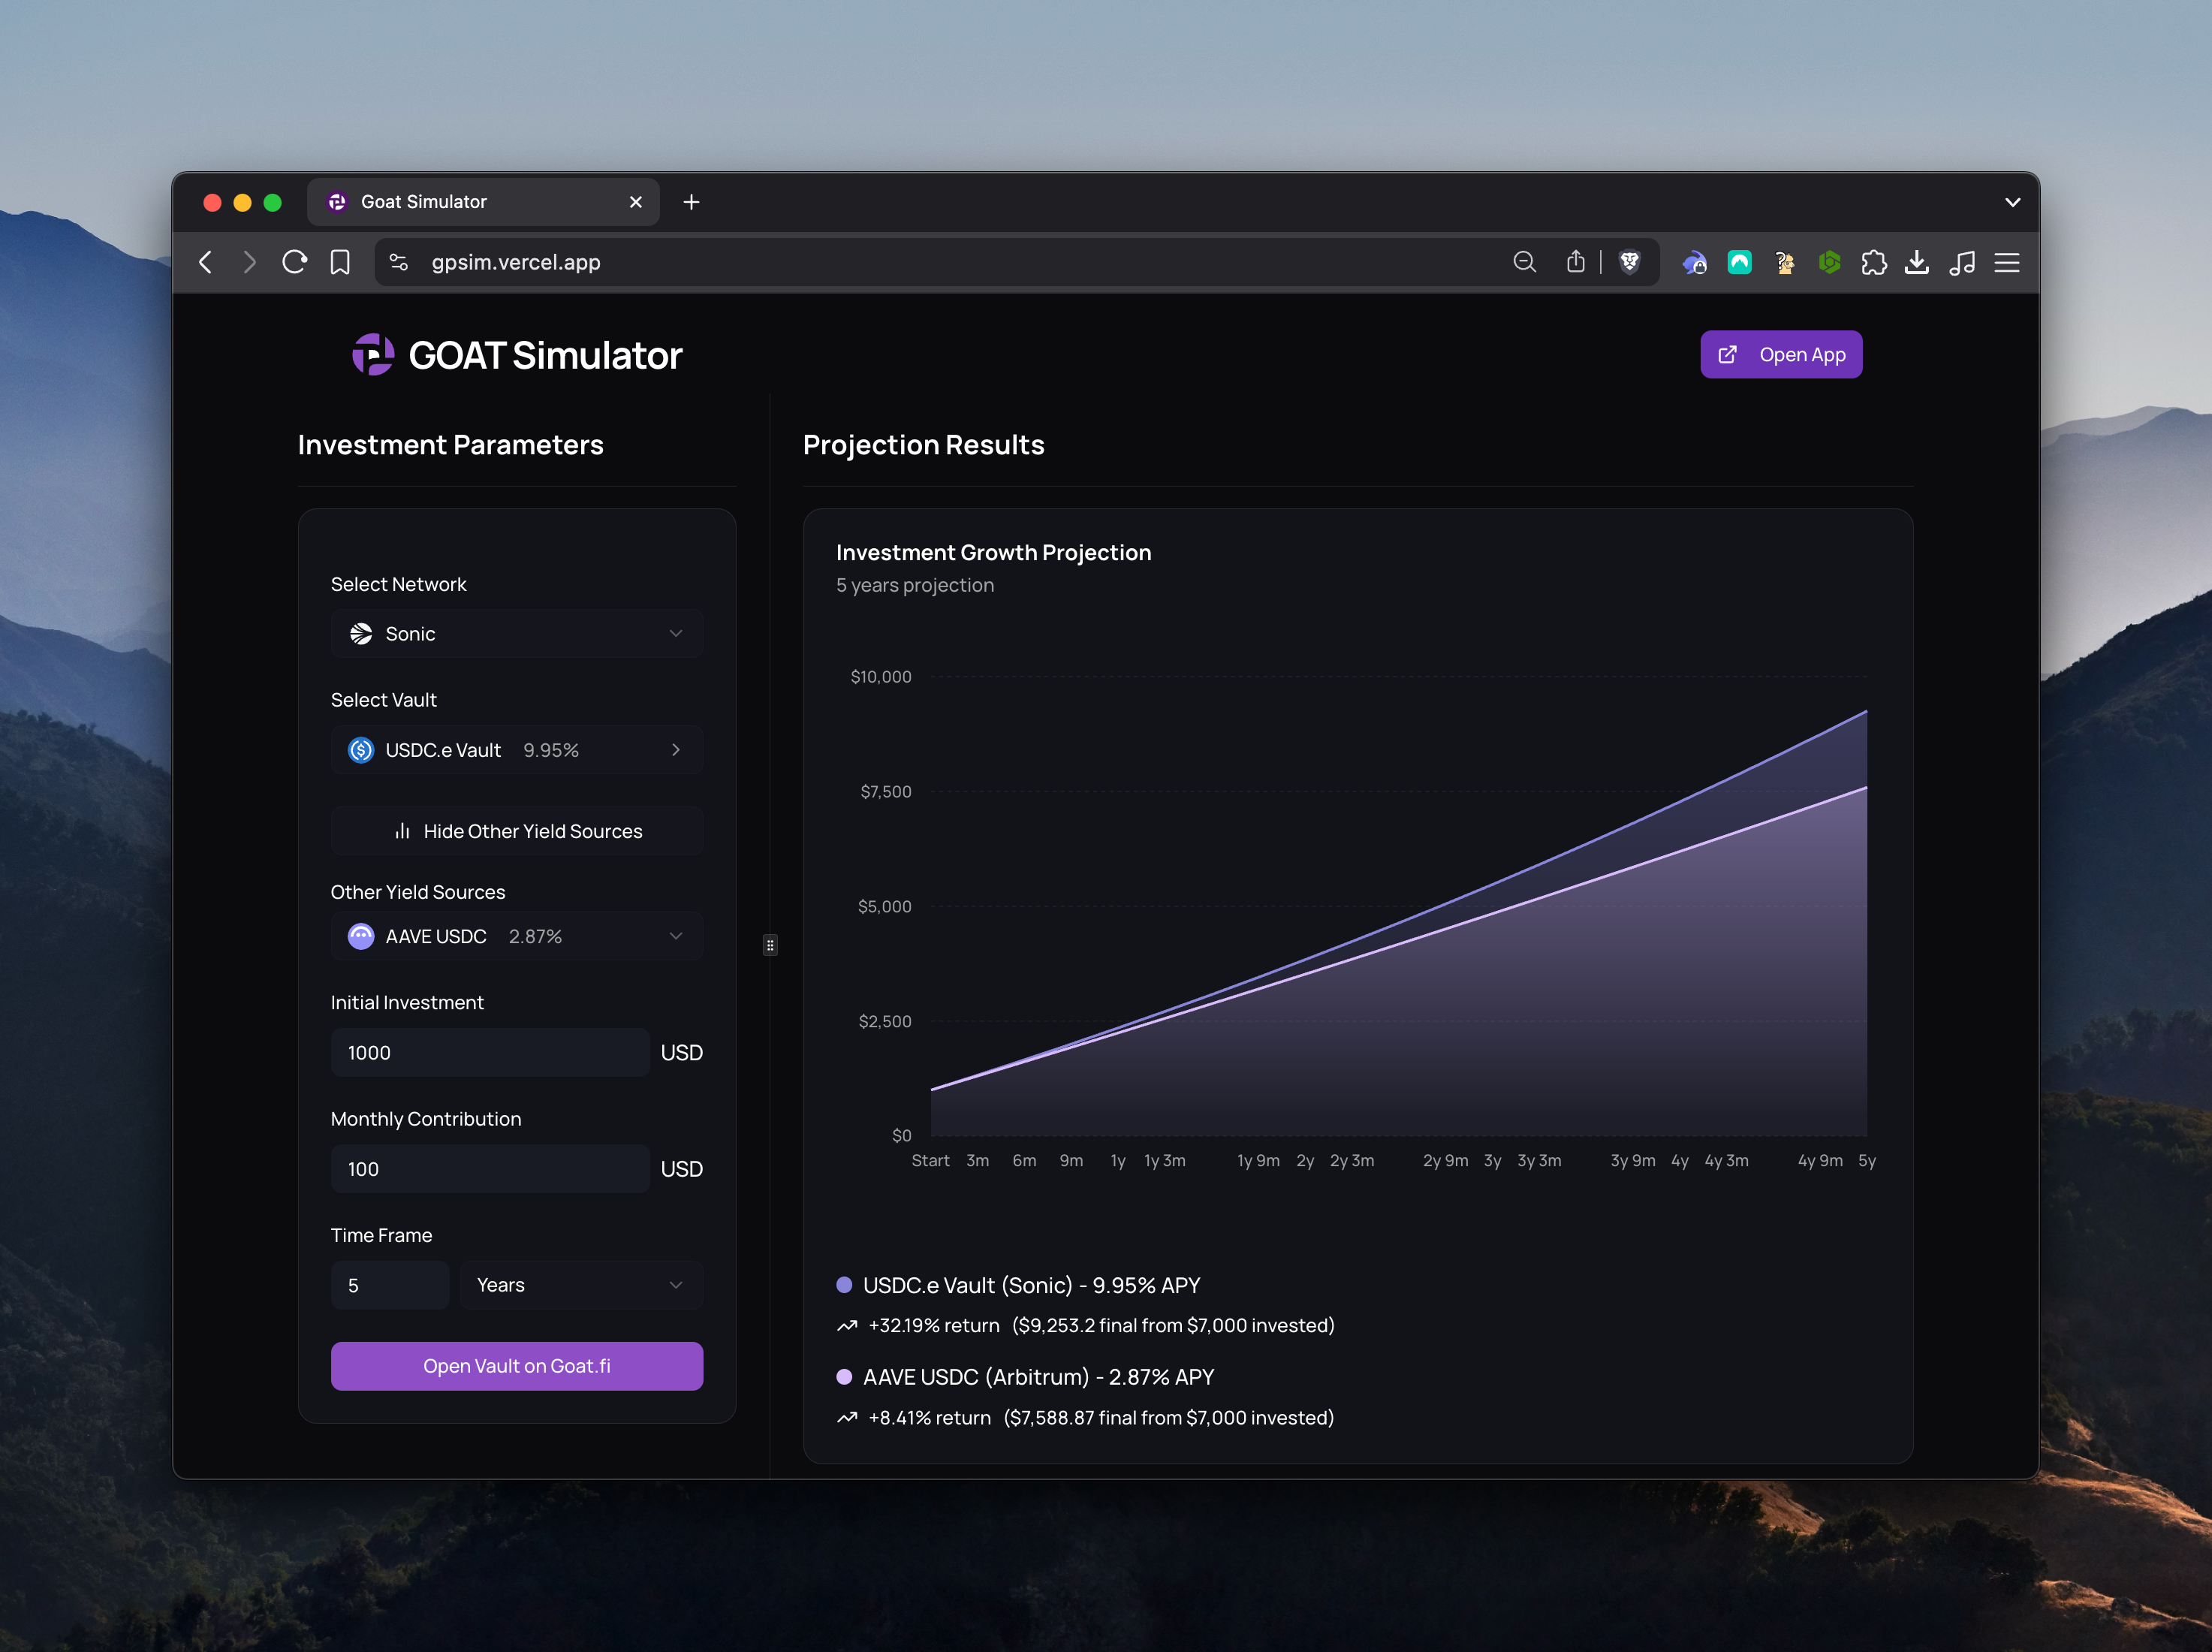 Goat Simulator
gpsim.vercel.app
GOAT Simulator
Open App
Investment Parameters
Select Network
Sonic
Select Vault
USDC.e Vault 9.95%
Hide Other Yield Sources
Other Yield Sources
AAVE USDC 2.87%
Initial Investment
1000 USD
Monthly Contribution
100 USD
Time Frame
5 Years
Open Vault on Goat.fi
Projection Results
Investment Growth Projection
5 years projection
$10,000
$7,500
$5,000
$2,500
$0
Start 3m 6m 9m 1y 1y 3m 1y 9m 2y 2y 3m 2y 9m 3y 3y 3m 3y 9m 4y 4y 3m 4y 9m 5y
USDC.e Vault (Sonic) - 9.95% APY
+32.19% return ($9,253.2 final from $7,000 invested)
AAVE USDC (Arbitrum) - 2.87% APY
+8.41% return ($7,588.87 final from $7,000 invested)